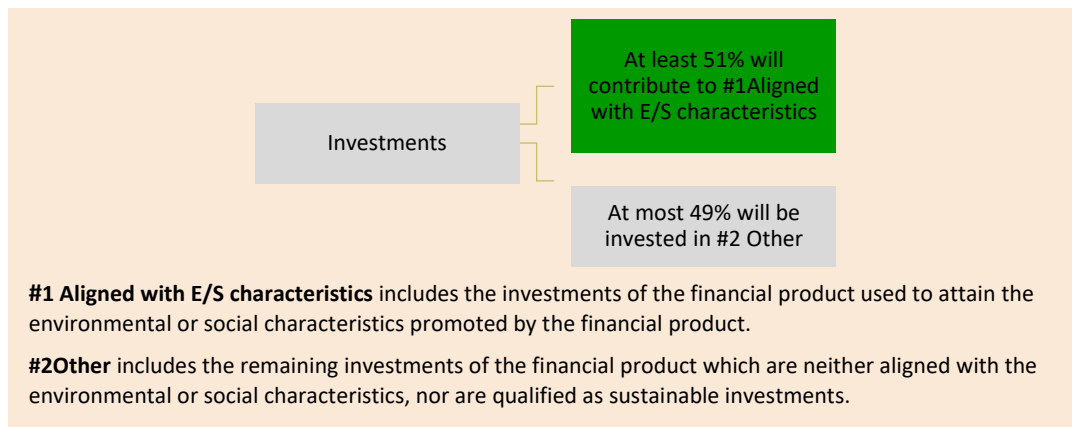 At least 51% will
contribute to #1Aligned
with E/S characteristics
Investments
At most 49% will be
invested in #2 Other
#1 Aligned with E/S characteristics includes the investments of the financial product used to attain the
environmental or social characteristics promoted by the financial product.
#2Other includes the remaining investments of the financial product which are neither aligned with the
environmental or social characteristics, nor are qualified as sustainable investments.